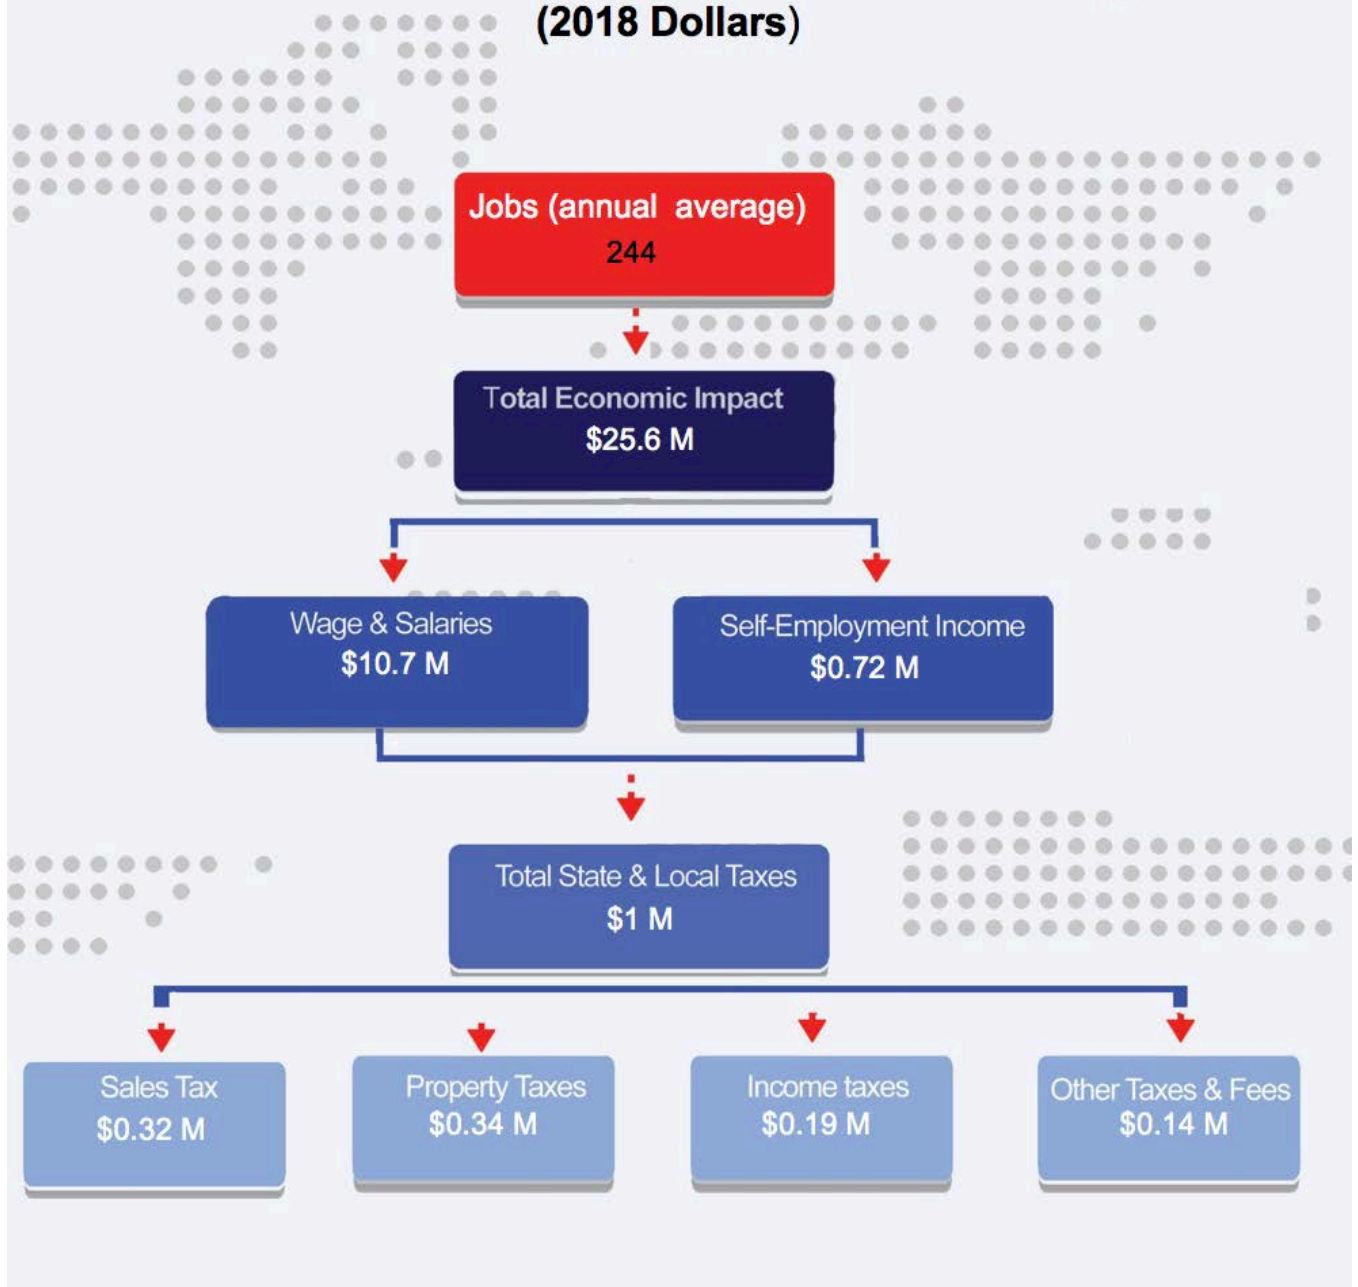 (2018 Dollars)
Jobs (annual average)
244
Total Economic Impact
$25.6 M
Wage & Salaries
$10.7 M
Self-Employment Income
$0.72 M
Total State & Local Taxes
$1 M
Sales Tax
$0.32 M
Property Taxes
$0.34 M
Income taxes
$0.19 M
Other Taxes & Fees
$0.14 M